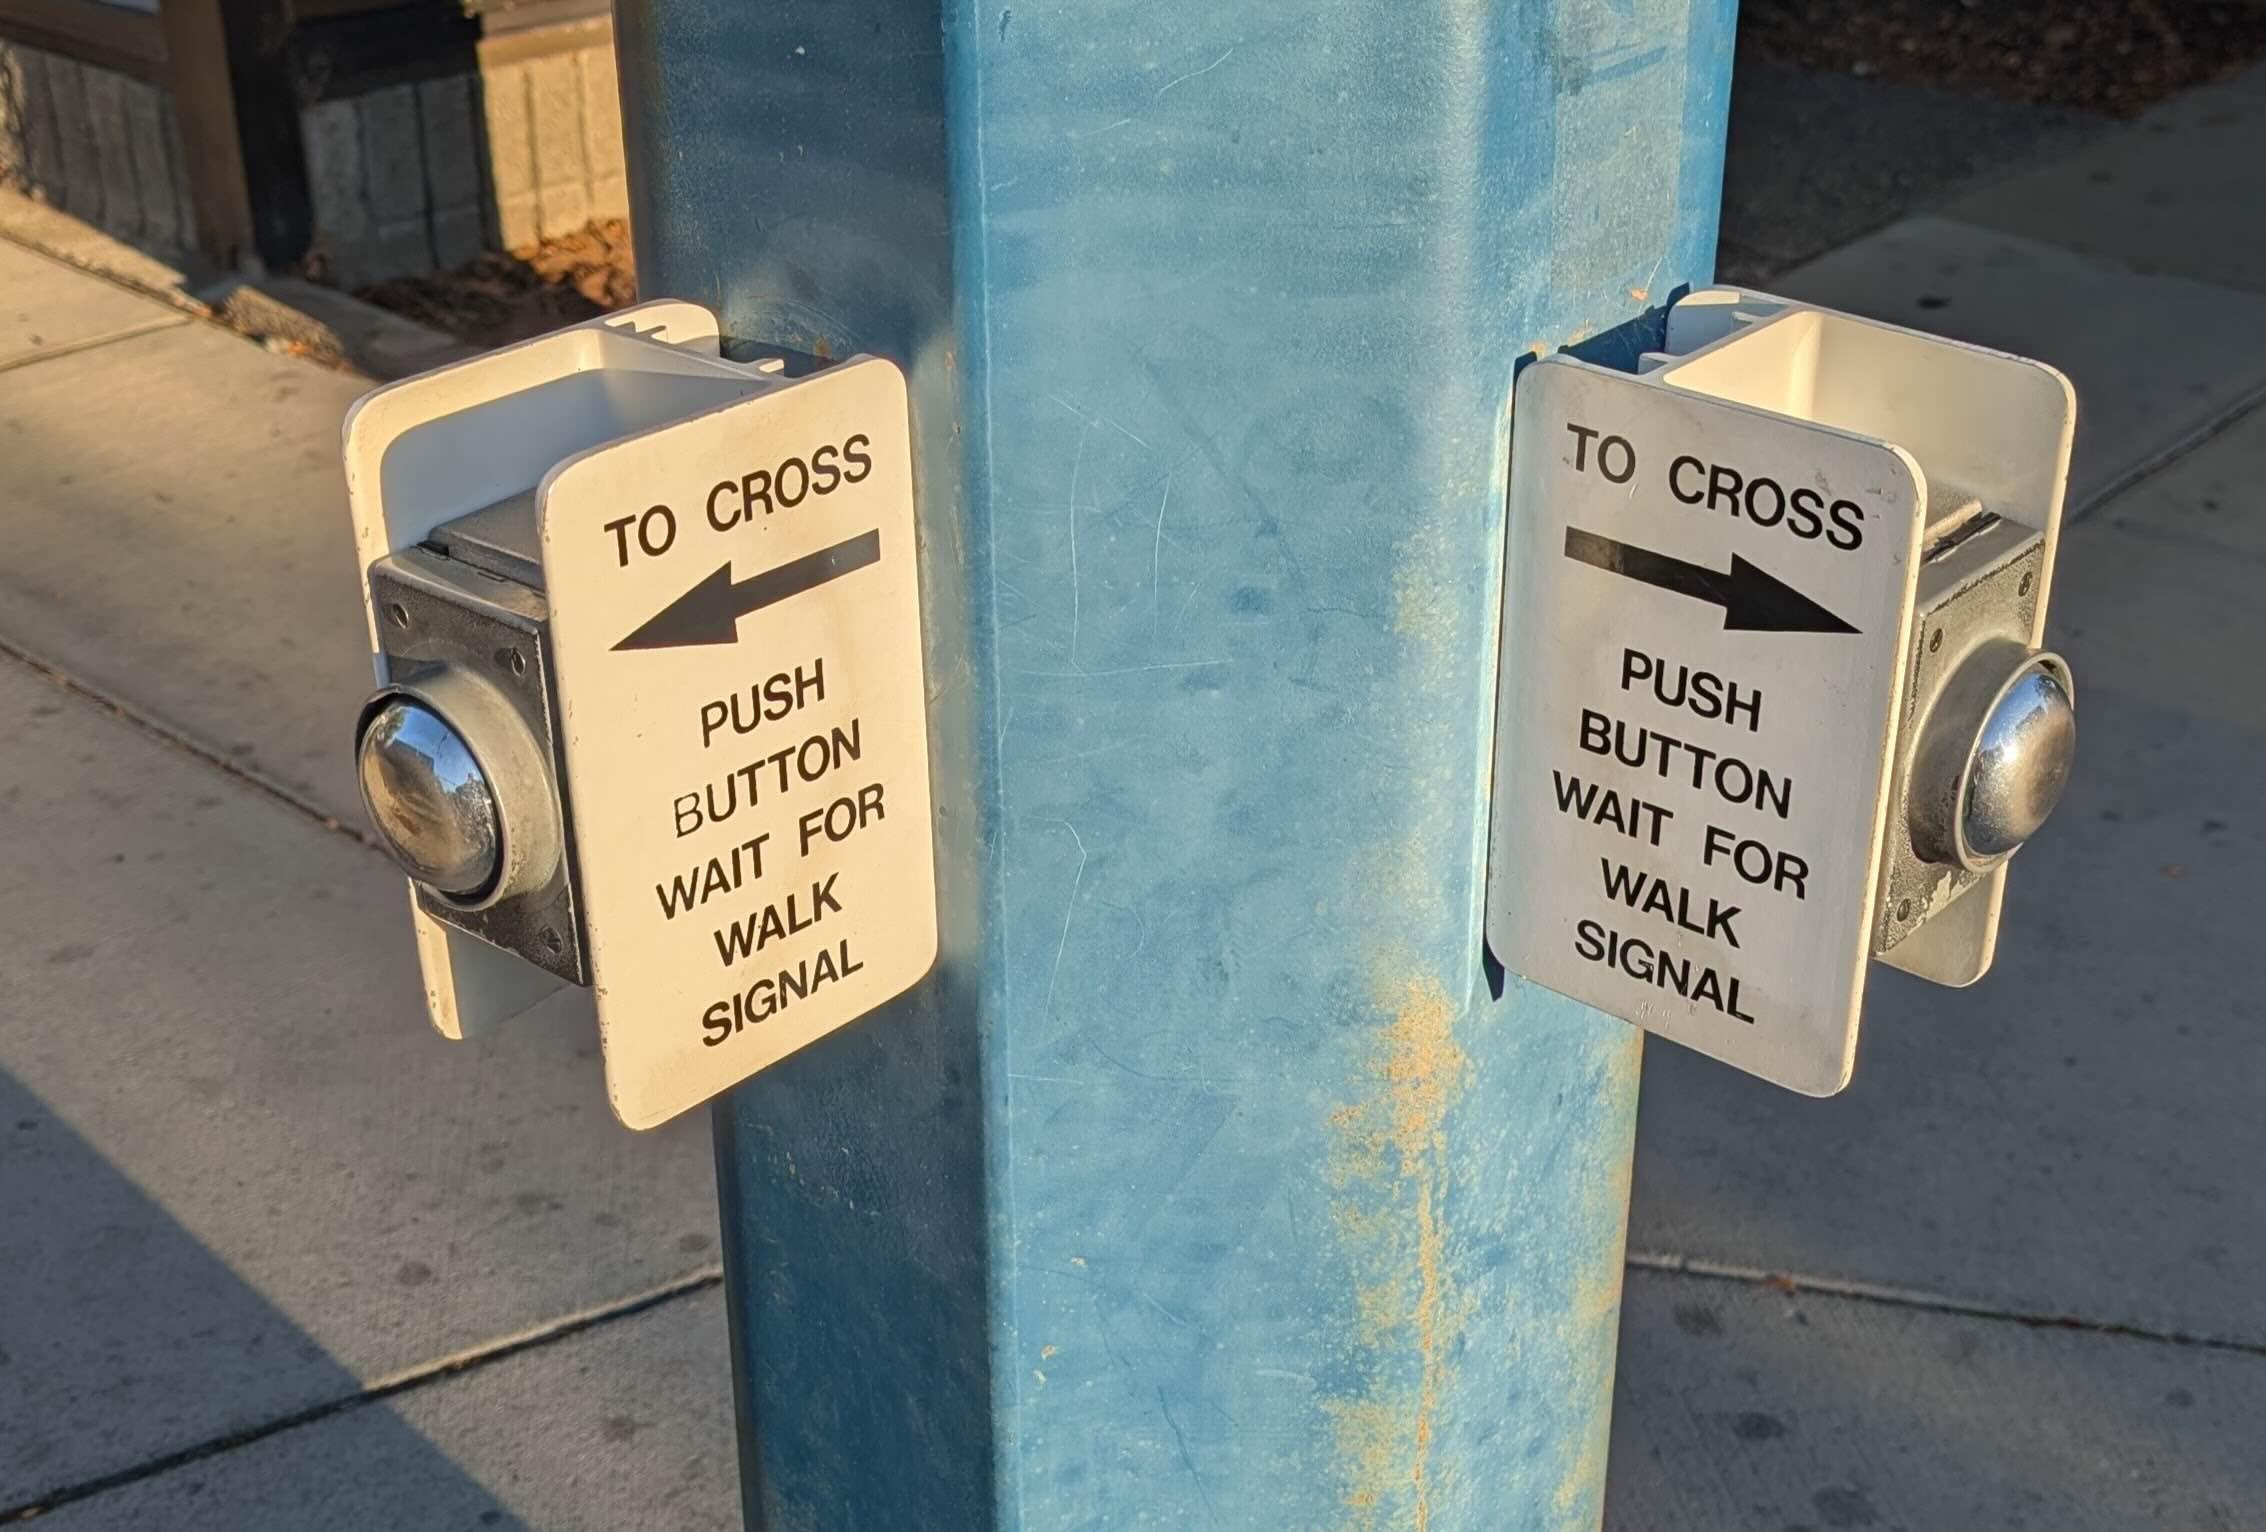 TO CROSS
PUSH
BUTTON
WAIT FOR
WALK
SIGNAL
TO CROSS
PUSH
BUTTON
WAIT FOR
WALK
SIGNAL